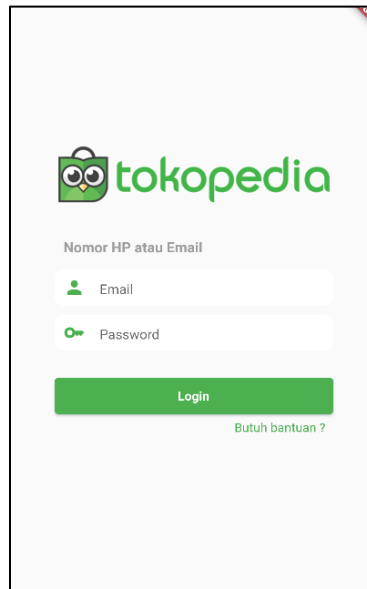 tokopedia
Nomor HP atau Email
Email
Password
Login
Butuh bantuan ?